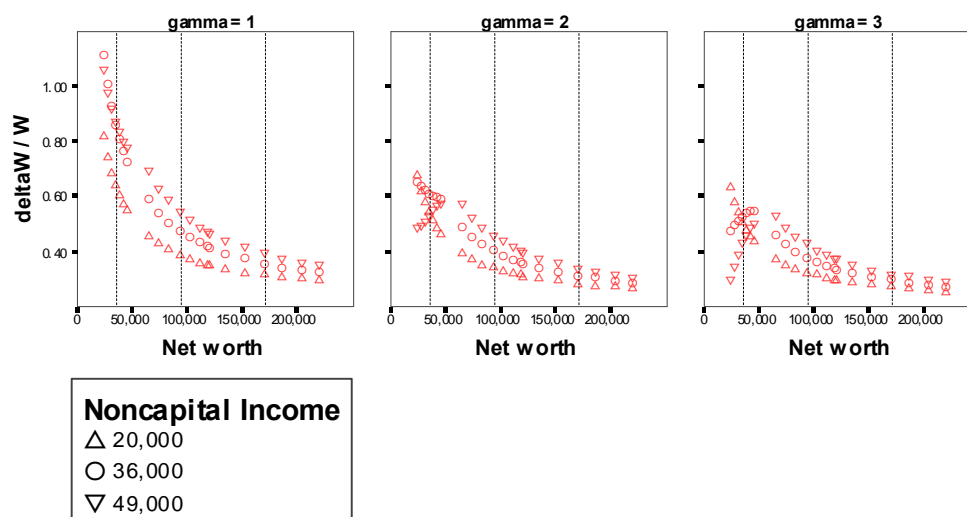 gamma = 1
gamma = 2
gamma = 3
deltaW / W
1.00
0.80
0.60
0.40
0 50,000 100,000 150,000 200,000
0 50,000 100,000 150,000 200,000
0 50,000 100,000 150,000 200,000
Net worth
Net worth
Net worth
Noncapital Income
20,000
36,000
49,000